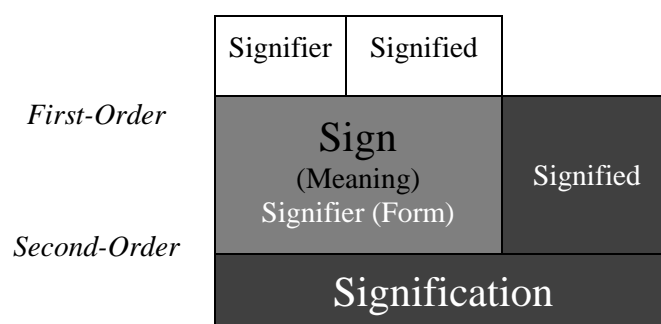 Signifier Signified
First-Order
Sign
(Meaning)
Signified
Signifier (Form)
Second-Order
Signification